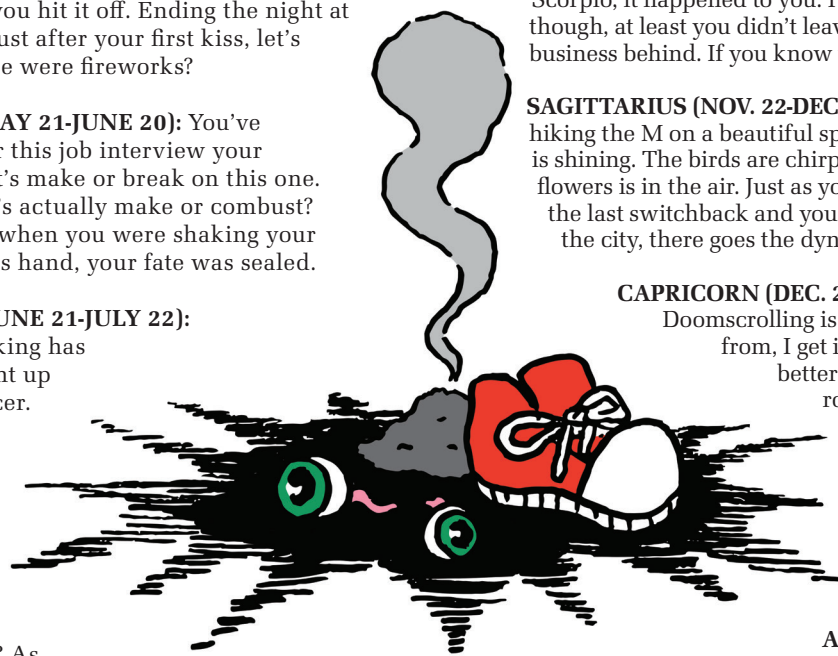 you hit it off. Ending the night at
ust after your first kiss, let's
e were fireworks?
AY 21-JUNE 20): You've
r this job interview your
t's make or break on this one.
's actually make or combust?
when you were shaking your
s hand, your fate was sealed.
UNE 21-JULY 22):
king has
nt up
cer.
? As
Scorpio, it happened to you. I
though, at least you didn't leav
business behind. If you know
SAGITTARIUS (NOV. 22-DEC
hiking the M on a beautiful sp
is shining. The birds are chirp
flowers is in the air. Just as yo
the last switchback and you
the city, there goes the dyn
CAPRICORN (DEC. 2
Doomscrolling is
from, I get i
better
ro
A